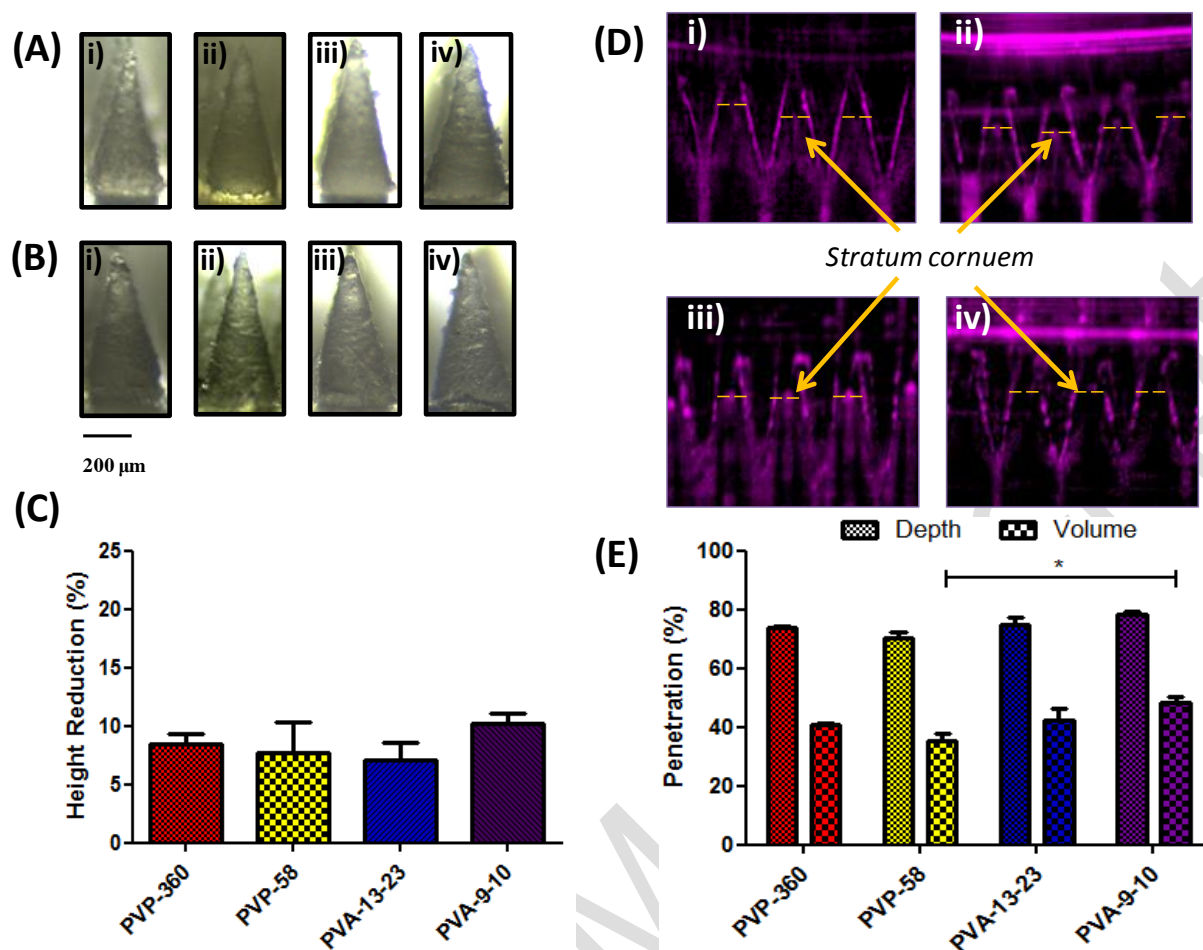 (A)
i)
ii)
iii)
iv)
(B)
i)
ii)
iii)
iv)
200 µm
(C)
Height Reduction (%)
25
20
15
10
5
0
PVP-360
PVP-58
PVA-13-23
PVA-9-10
(D)
i)
ii)
Stratum cornuem
iii)
iv)
(E)
Depth
Volume
Penetration (%)
100
80
60
40
20
0
*
PVP-360
PVP-58
PVA-13-23
PVA-9-10